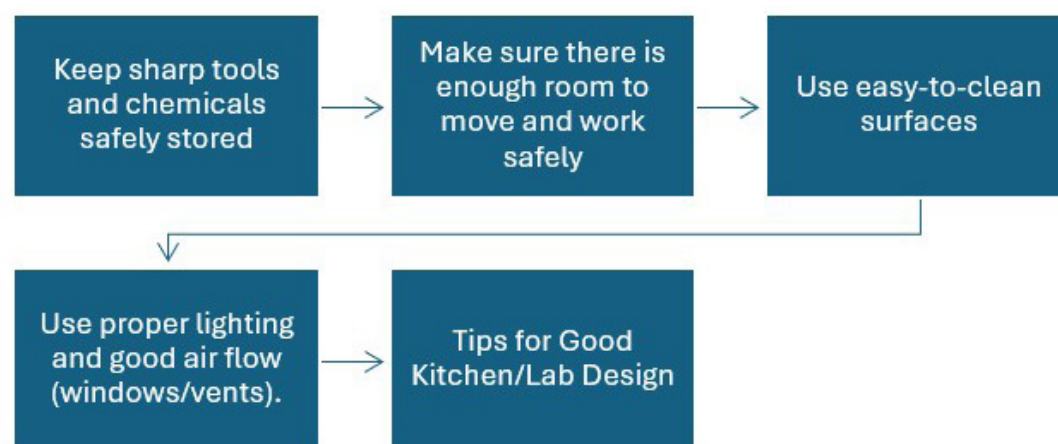 Keep sharp tools
and chemicals
safely stored
Make sure there is
enough room to
move and work
safely
Use easy-to-clean
surfaces
Use proper lighting
and good air flow
(windows/vents).
Tips for Good
Kitchen/Lab Design